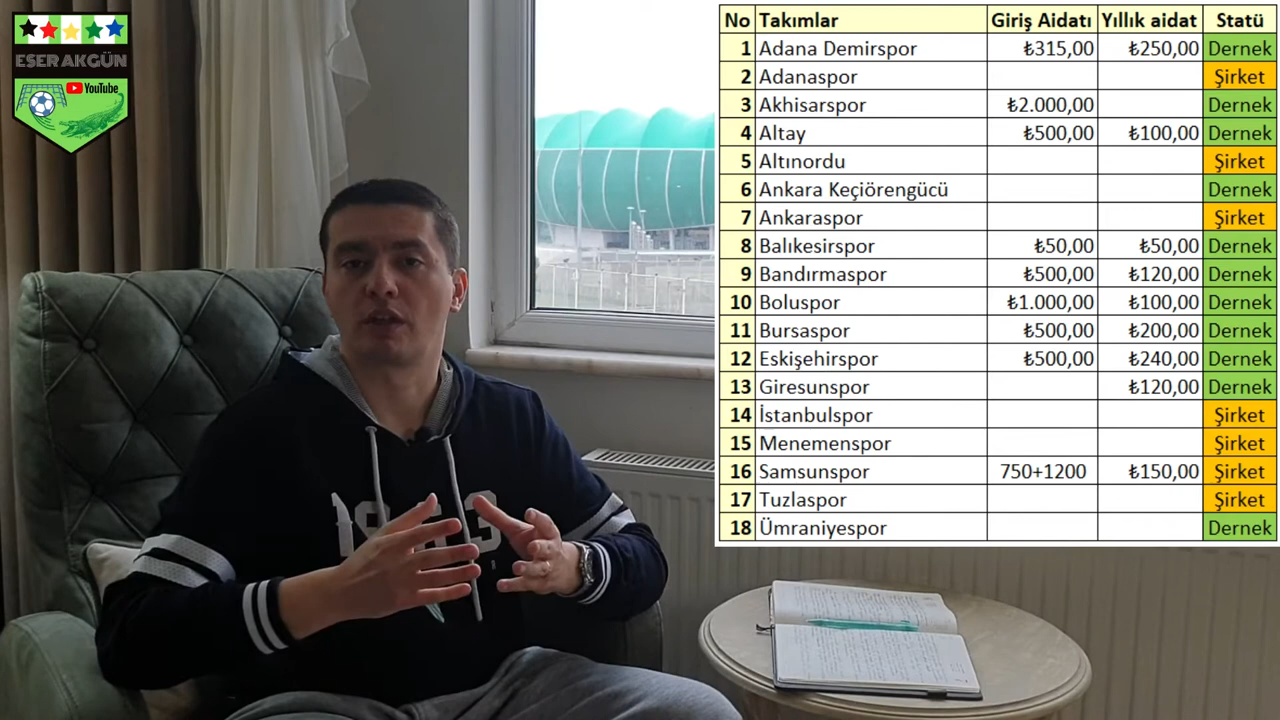 EŞER AKGÜN
YouTube
No Takımlar Giriş Aidatı Yıllık aidat Statü
1 Adana Demirspor ₺315,00 ₺250,00 Dernek
2 Adanaspor Şirket
3 Akhisarspor ₺2.000,00 Dernek
4 Altay ₺500,00 ₺100,00 Dernek
5 Altınordu Şirket
6 Ankara Keçiörengücü Dernek
7 Ankaraspor Şirket
8 Balıkesirspor ₺50,00 ₺50,00 Dernek
9 Bandırmaspor ₺500,00 ₺120,00 Dernek
10 Boluspor ₺1.000,00 ₺100,00 Dernek
11 Bursaspor ₺500,00 ₺200,00 Dernek
12 Eskişehirspor ₺500,00 ₺240,00 Dernek
13 Giresunspor ₺120,00 Dernek
14 İstanbulspor Şirket
15 Menemenspor Şirket
16 Samsunspor 750+1200 ₺150,00 Şirket
17 Tuzlaspor Şirket
18 Ümraniyespor Dernek